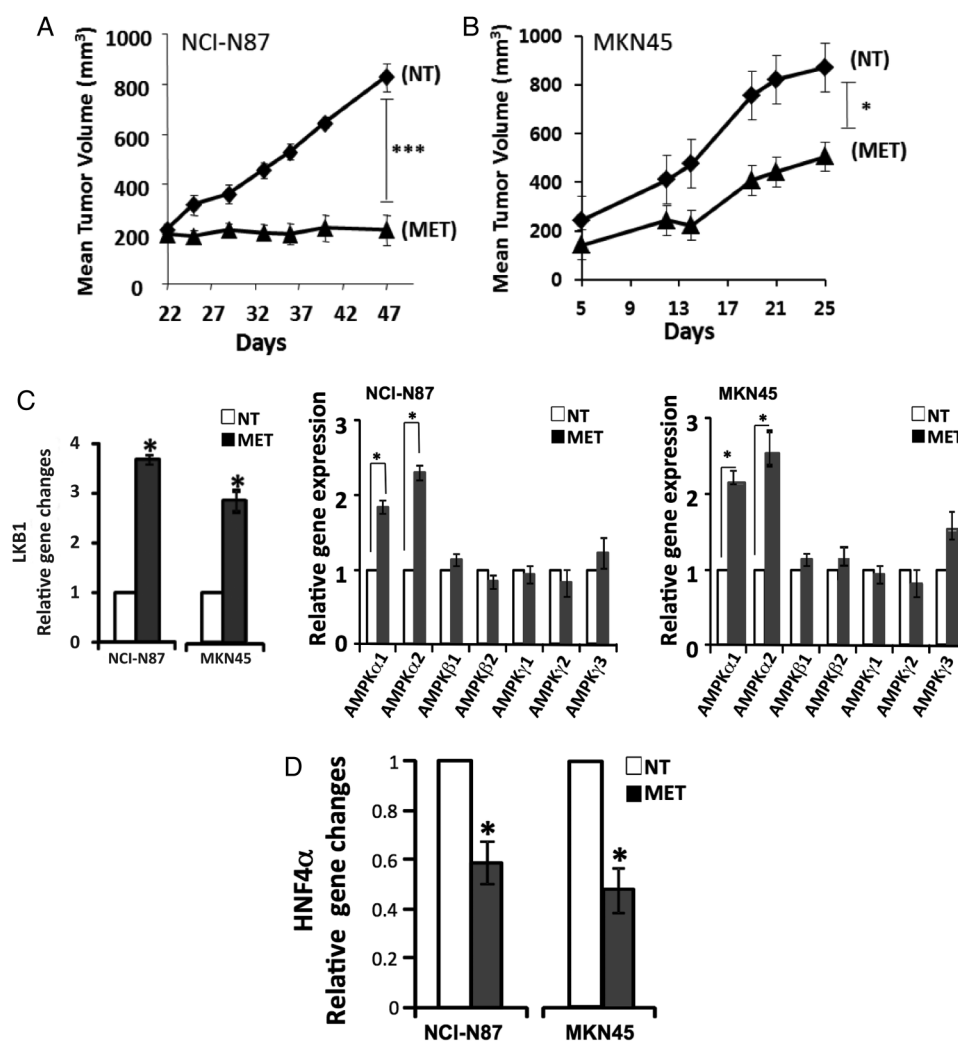 A
NCI-N87
Mean Tumor Volume (mm³)
1000
800
600
400
200
0
22 27 32 37 42 47
Days
(NT)
***
(MET)
B
MKN45
Mean Tumor Volume (mm³)
1000
800
600
400
200
0
5 9 13 17 21 25
Days
(NT)
*
(MET)
C
NT
MET
LKB1
Relative gene changes
4
3
2
1
0
*
*
NCI-N87 MKN45
NCI-N87
NT
MET
Relative gene expression
3
2
1
0
*
*
AMPKα1 AMPKα2 AMPKβ1 AMPKβ2 AMPKγ1 AMPKγ2 AMPKγ3
MKN45
NT
MET
Relative gene expression
3
2
1
0
*
*
AMPKα1 AMPKα2 AMPKβ1 AMPKβ2 AMPKγ1 AMPKγ2 AMPKγ3
D
NT
MET
HNF4α
Relative gene changes
1
0.8
0.6
0.4
0.2
0
*
*
NCI-N87 MKN45